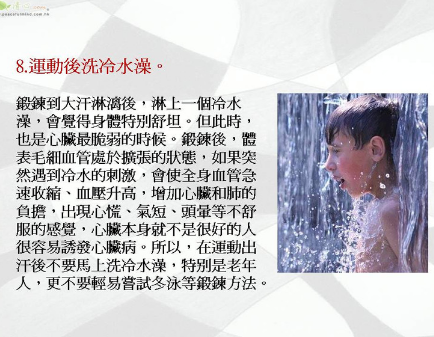 8.運動後洗冷水澡。
鍛鍊到大汗淋漓後，淋上一個冷水
澡，會覺得身體特別舒坦。但此時，
也是心臟最脆弱的時候。鍛鍊後，體
表毛細血管處於擴張的狀態，如果突
然遇到冷水的刺激，會使全身血管急
速收縮、血壓升高，增加心臟和肺的
負擔，出現心慌、氣短、頭暈等不舒
服的感覺，心臟本身就不是很好的人
很容易誘發心臟病。所以，在運動出
汗後不要馬上洗冷水澡，特別是老年
人，更不要輕易嘗試冬泳等鍛鍊方法。